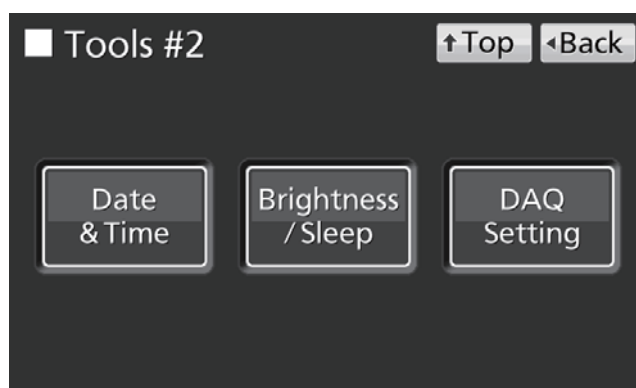 Tools #2
Top
Back
Date
& Time
Brightness
/ Sleep
DAQ
Setting